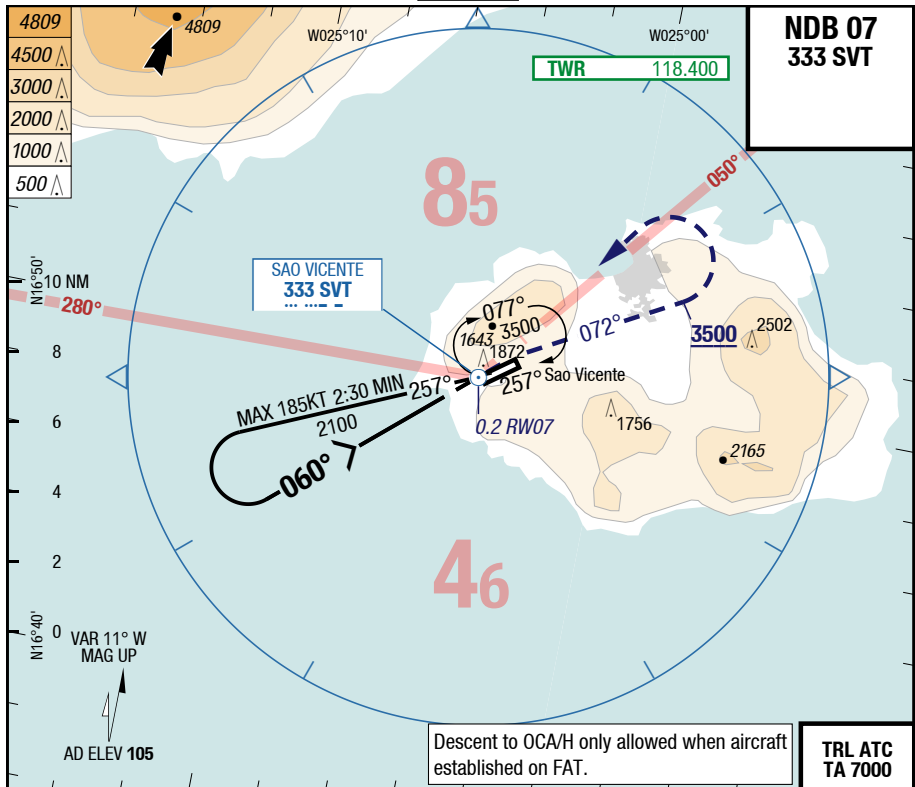 4809
4500
3000
2000
1000
500
4809
W025°10'
W025°00'
TWR 118.400
NDB 07
333 SVT
85
050°
N16°50'
10 NM
280°
SAO VICENTE
333 SVT
077°
3500
1643
1872
072°
3500
2502
257°
257°
Sao Vicente
MAX 185KT 2:30 MIN
2100
0.2 RW07
1756
2165
060°
8
6
4
2
0
46
N16°40'
VAR 11° W
MAG UP
AD ELEV 105
Descent to OCA/H only allowed when aircraft
established on FAT.
TRL ATC
TA 7000